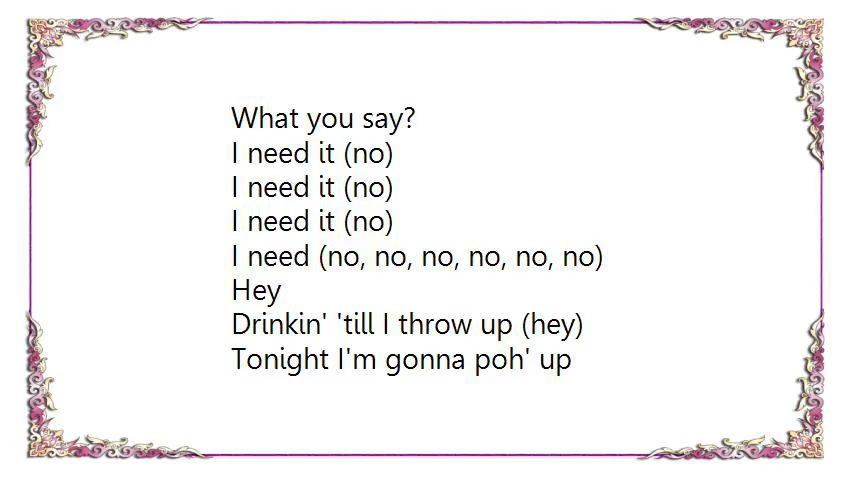 What you say?
I need it (no)
I need it (no)
I need it (no)
I need (no, no, no, no, no, no)
Hey
Drinkin' 'till I throw up (hey)
Tonight I'm gonna poh' up